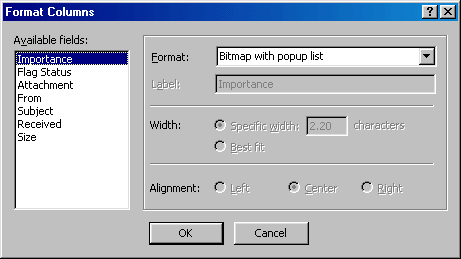 Format Columns
Available fields:
Importance
Flag Status
Attachment
From
Subject
Received
Size
Format: Bitmap with popup list
Label: Importance
Width: Specific width: 2.20 characters
Best fit
Alignment: Left Center Right
OK Cancel